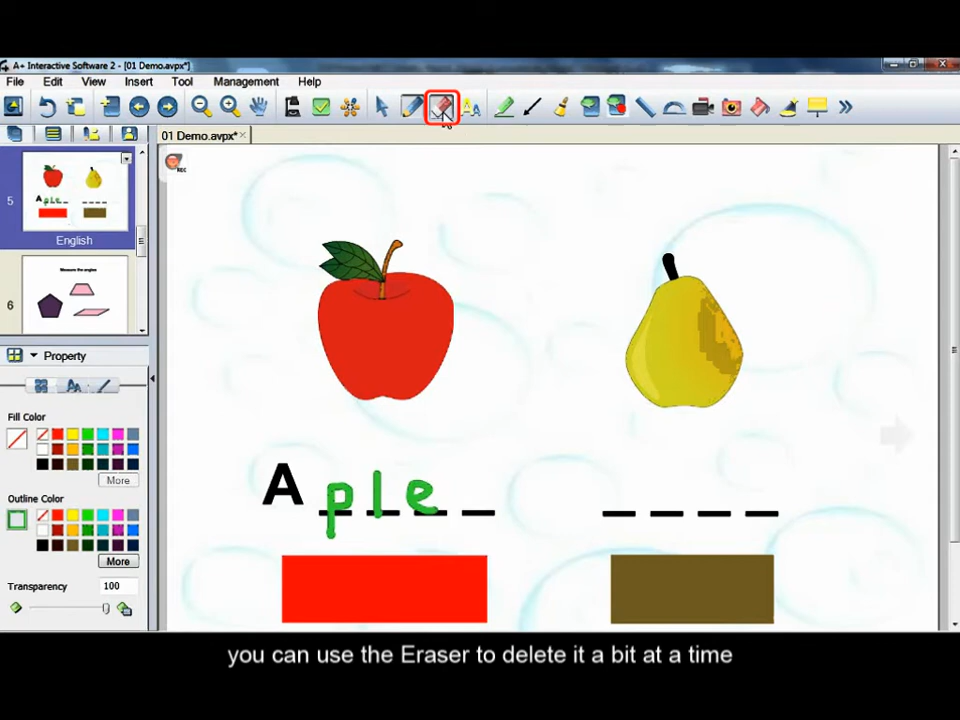 A+ Interactive Software 2 - [01 Demo.avpx*]
File Edit View Insert Tool Management Help
01 Demo.avpx*
REC
5
A p l e
English
Measure the angles
6
Property
Fill Color
More
Outline Color
More
Transparency 100
A p l e _
_ _ _ _
you can use the Eraser to delete it a bit at a time